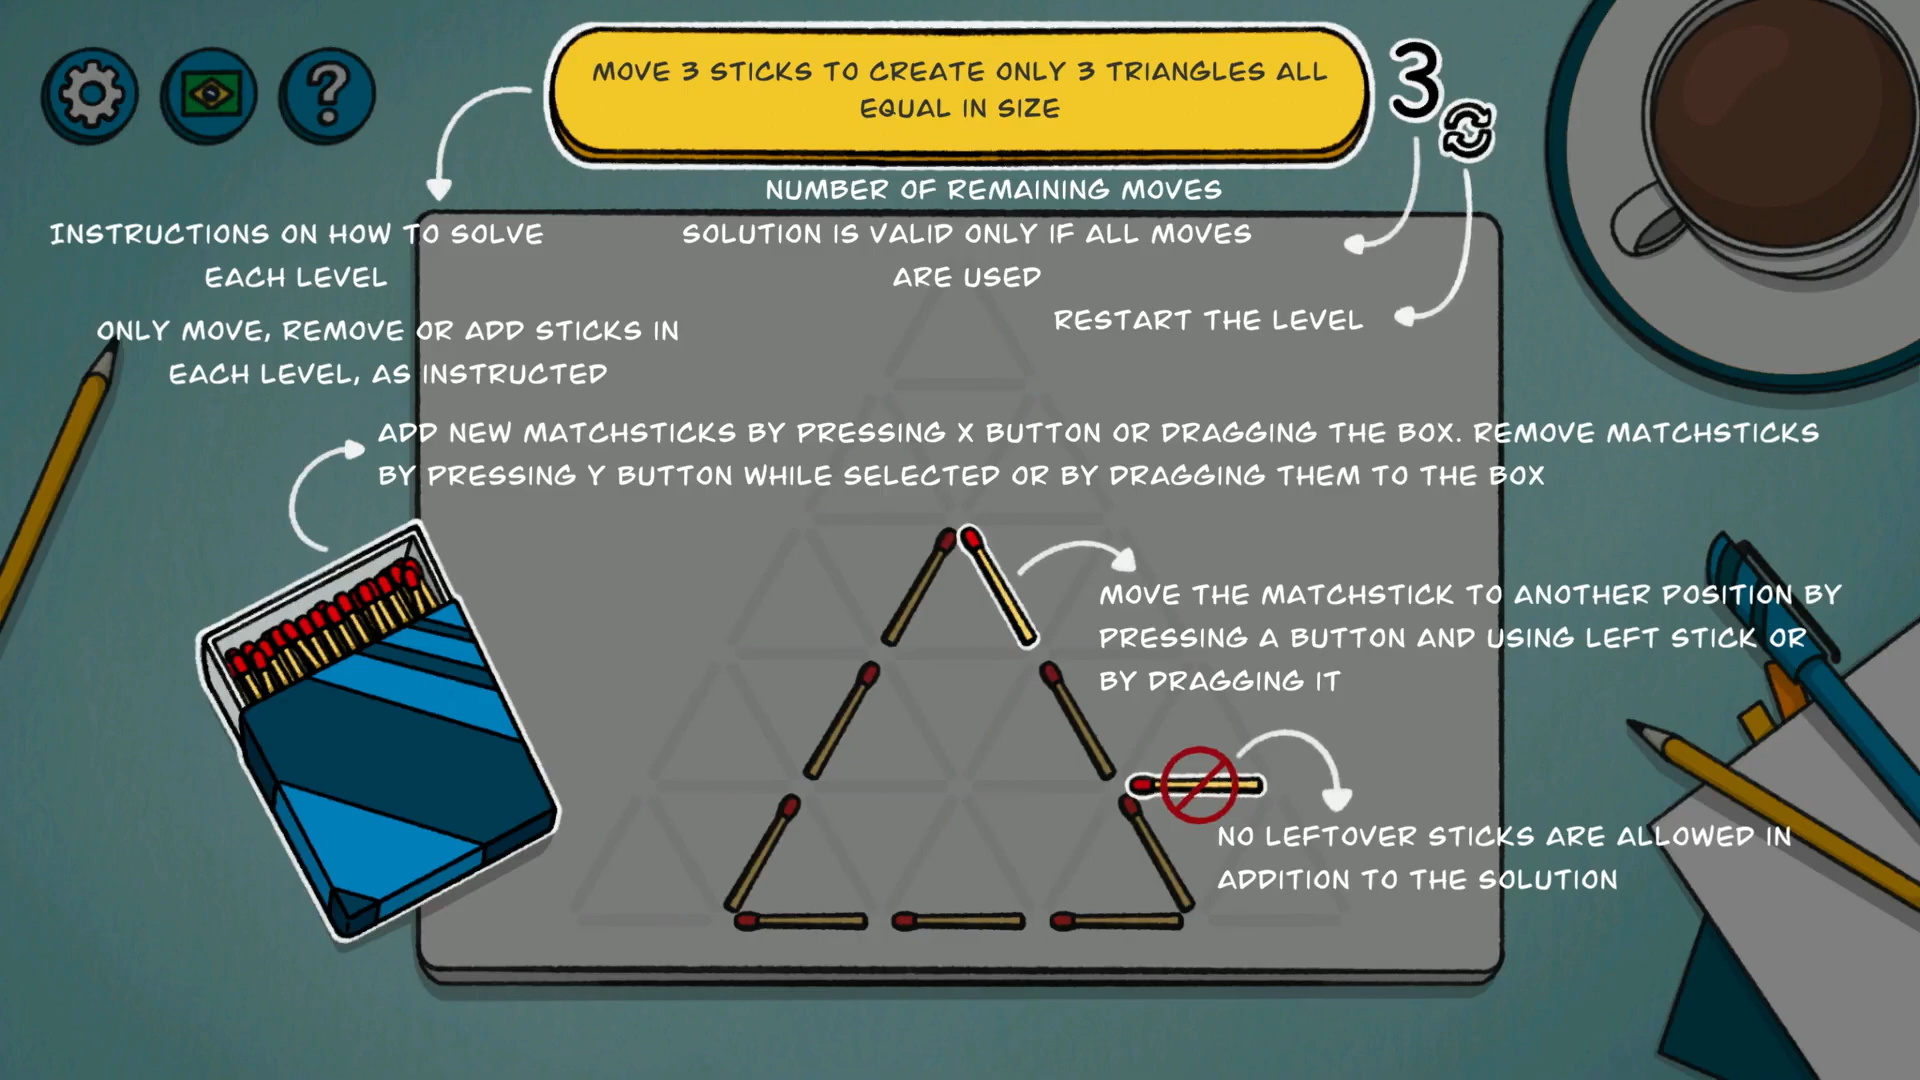 MOVE 3 STICKS TO CREATE ONLY 3 TRIANGLES ALL
EQUAL IN SIZE
3
?
NUMBER OF REMAINING MOVES
SOLUTION IS VALID ONLY IF ALL MOVES
ARE USED
INSTRUCTIONS ON HOW TO SOLVE
EACH LEVEL
RESTART THE LEVEL
ONLY MOVE, REMOVE OR ADD STICKS IN
EACH LEVEL, AS INSTRUCTED
ADD NEW MATCHSTICKS BY PRESSING X BUTTON OR DRAGGING THE BOX. REMOVE MATCHSTICKS
BY PRESSING Y BUTTON WHILE SELECTED OR BY DRAGGING THEM TO THE BOX
MOVE THE MATCHSTICK TO ANOTHER POSITION BY
PRESSING A BUTTON AND USING LEFT STICK OR
BY DRAGGING IT
NO LEFTOVER STICKS ARE ALLOWED IN
ADDITION TO THE SOLUTION